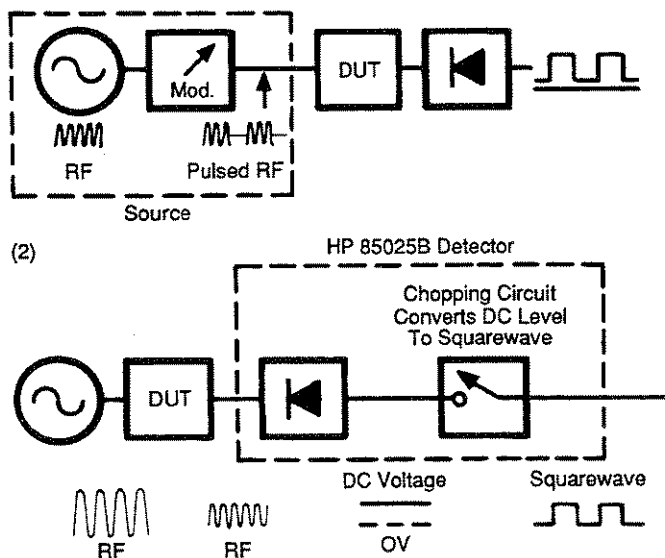 Mod.
DUT
RF
Pulsed RF
Source
(2)
HP 85025B Detector
Chopping Circuit
Converts DC Level
To Squarewave
DUT
DC Voltage
Squarewave
RF
RF
OV